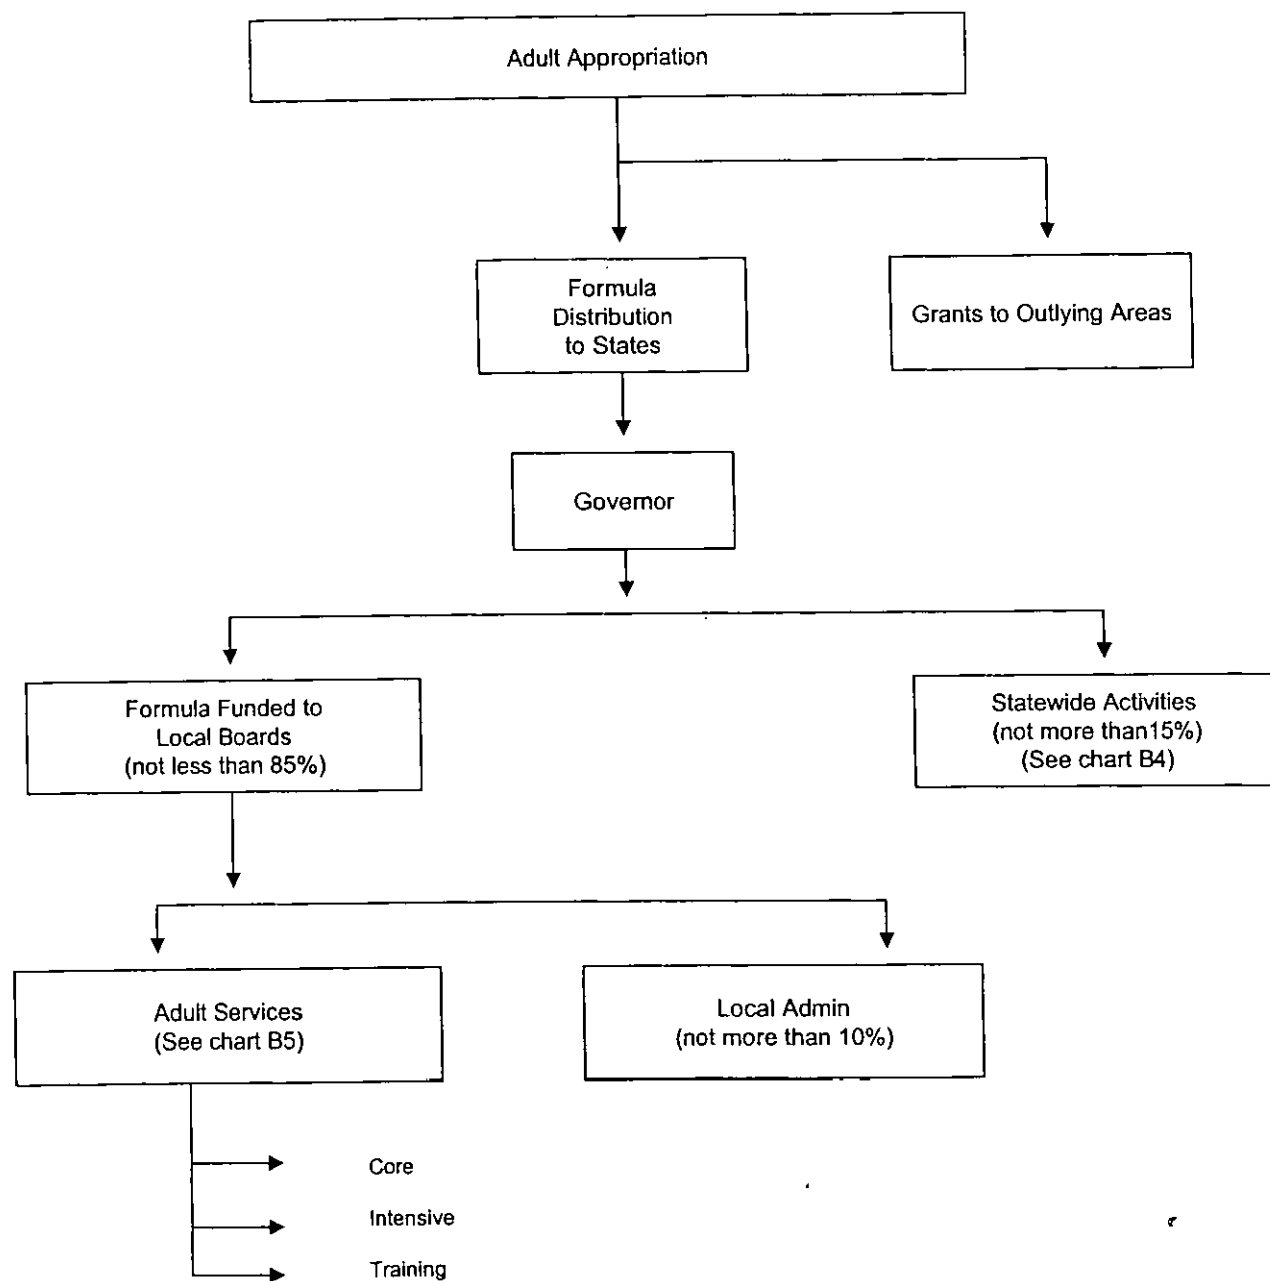 Adult Appropriation
Formula
Distribution
to States
Grants to Outlying Areas
Governor
Formula Funded to
Local Boards
(not less than 85%)
Statewide Activities
(not more than15%)
(See chart B4)
Adult Services
(See chart B5)
Local Admin
(not more than 10%)
Core
Intensive
Training